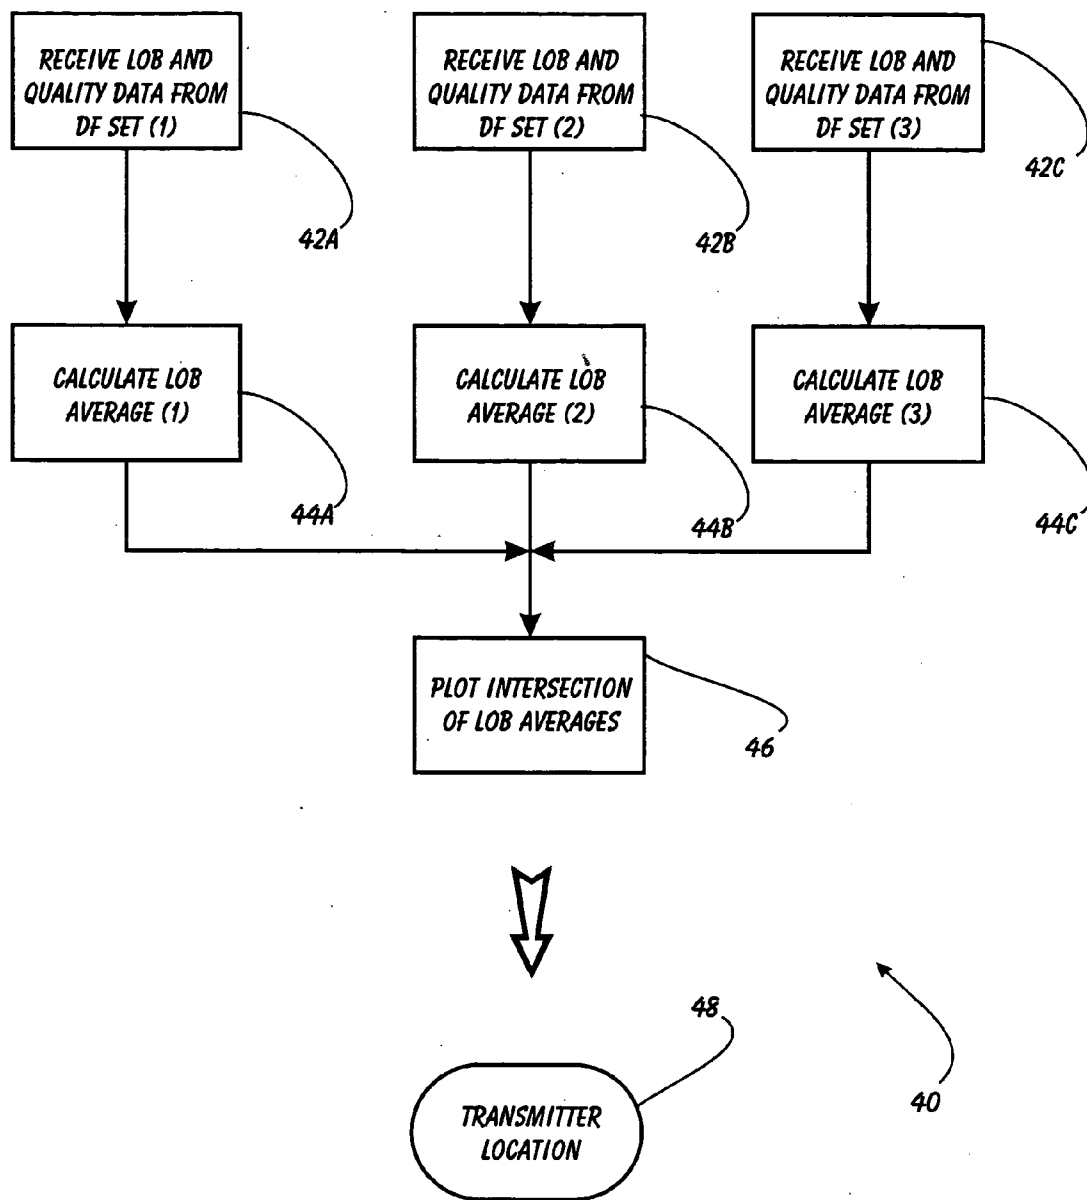 RECEIVE LOB AND
QUALITY DATA FROM
DF SET (1)
RECEIVE LOB AND
QUALITY DATA FROM
DF SET (2)
RECEIVE LOB AND
QUALITY DATA FROM
DF SET (3)
42A
42B
42C
CALCULATE LOB
AVERAGE (1)
CALCULATE LOB
AVERAGE (2)
CALCULATE LOB
AVERAGE (3)
44A
44B
44C
PLOT INTERSECTION
OF LOB AVERAGES
46
48
TRANSMITTER
LOCATION
40